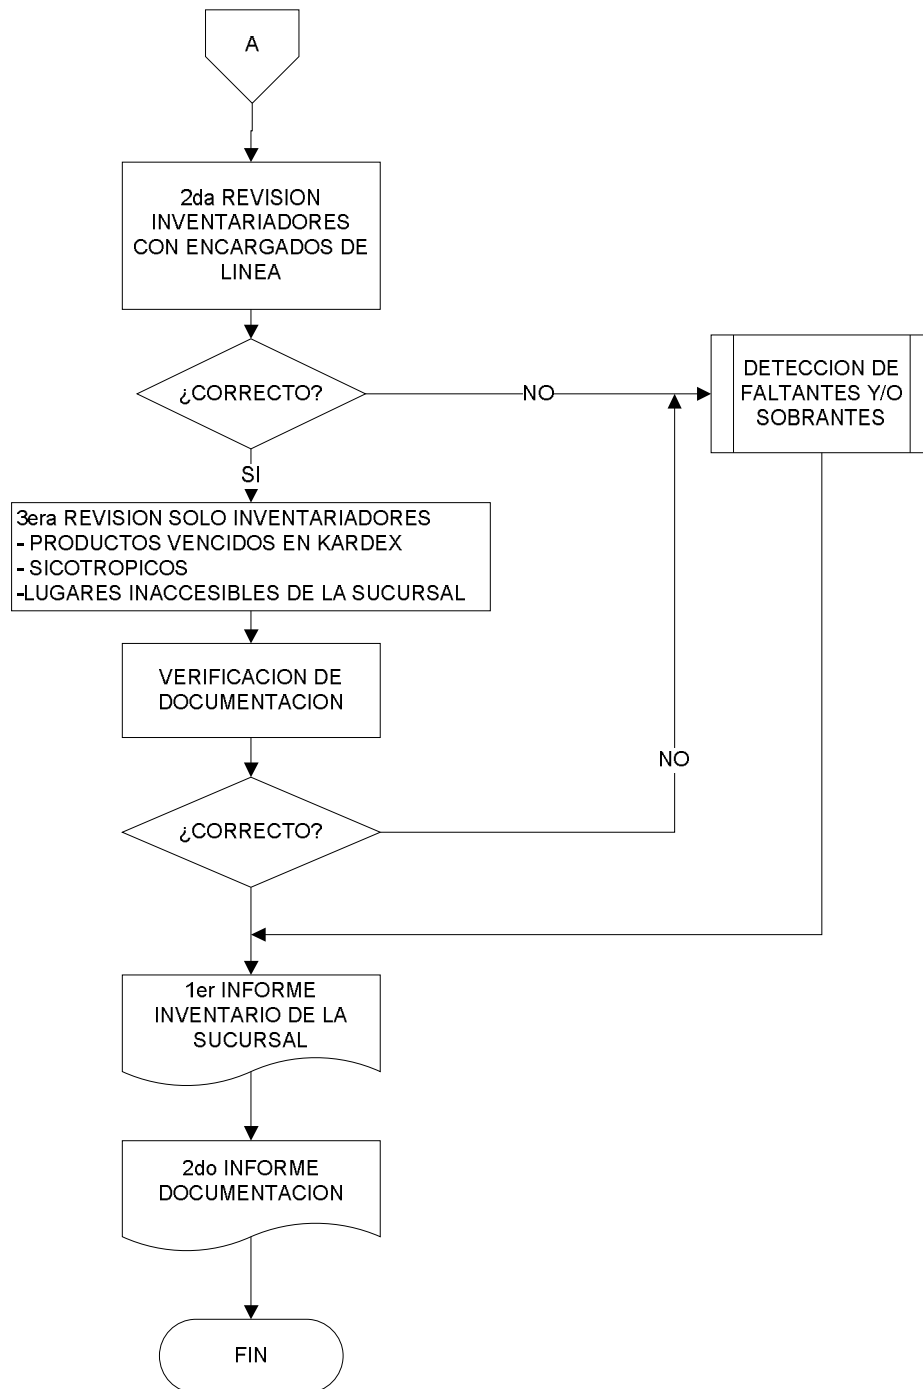 A
2da REVISION
INVENTARIADORES
CON ENCARGADOS DE
LINEA
¿CORRECTO?
NO
DETECCION DE
FALTANTES Y/O
SOBRANTES
SI
3era REVISION SOLO INVENTARIADORES
- PRODUCTOS VENCIDOS EN KARDEX
- SICOTROPICOS
-LUGARES INACCESIBLES DE LA SUCURSAL
VERIFICACION DE
DOCUMENTACION
NO
¿CORRECTO?
1er INFORME
INVENTARIO DE LA
SUCURSAL
2do INFORME
DOCUMENTACION
FIN